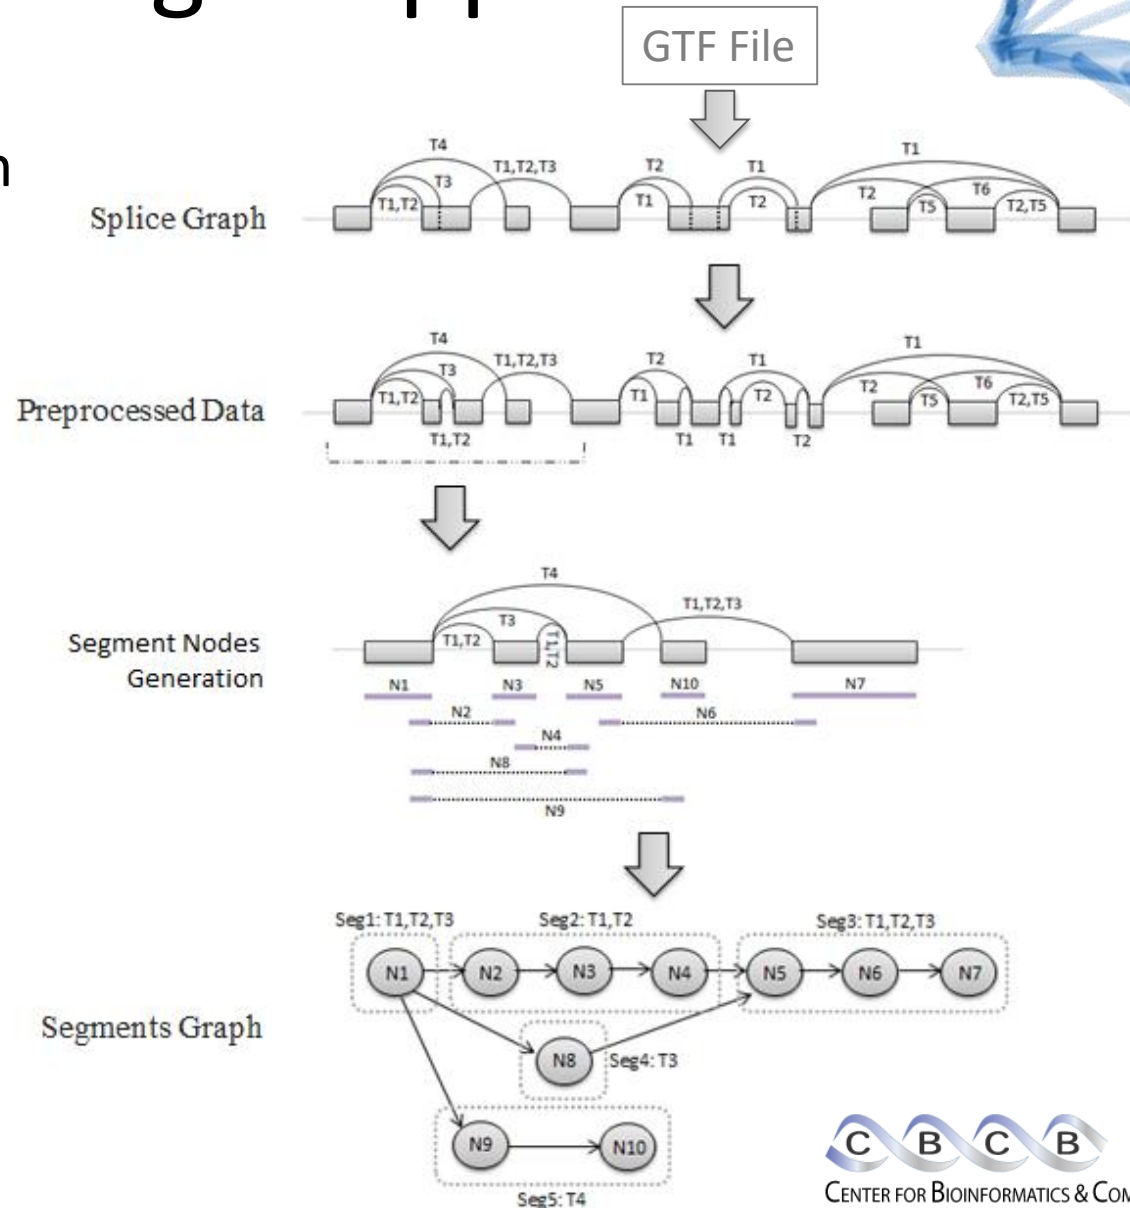 GTF File
T4
T3
T1,T2
T1,T2,T3
T2
T1
T1
T2
T1
T2
T6
T5
T2,T5
Splice Graph
T4
T3
T1,T2
T1,T2,T3
T2
T1
T1
T2
T1
T2
T6
T5
T2,T5
Preprocessed Data
T1,T2
T1
T1
T2
T4
T3
T1,T2
T1,T2
T1,T2,T3
Segment Nodes
Generation
N1
N3
N5
N10
N7
N2
N6
N4
N8
N9
Seg1: T1,T2,T3
Seg2: T1,T2
Seg3: T1,T2,T3
N1
N2
N3
N4
N5
N6
N7
Segments Graph
N8
Seg4: T3
N9
N10
Seg5: T4
C B C B
CENTER FOR BIOINFORMATICS & COM